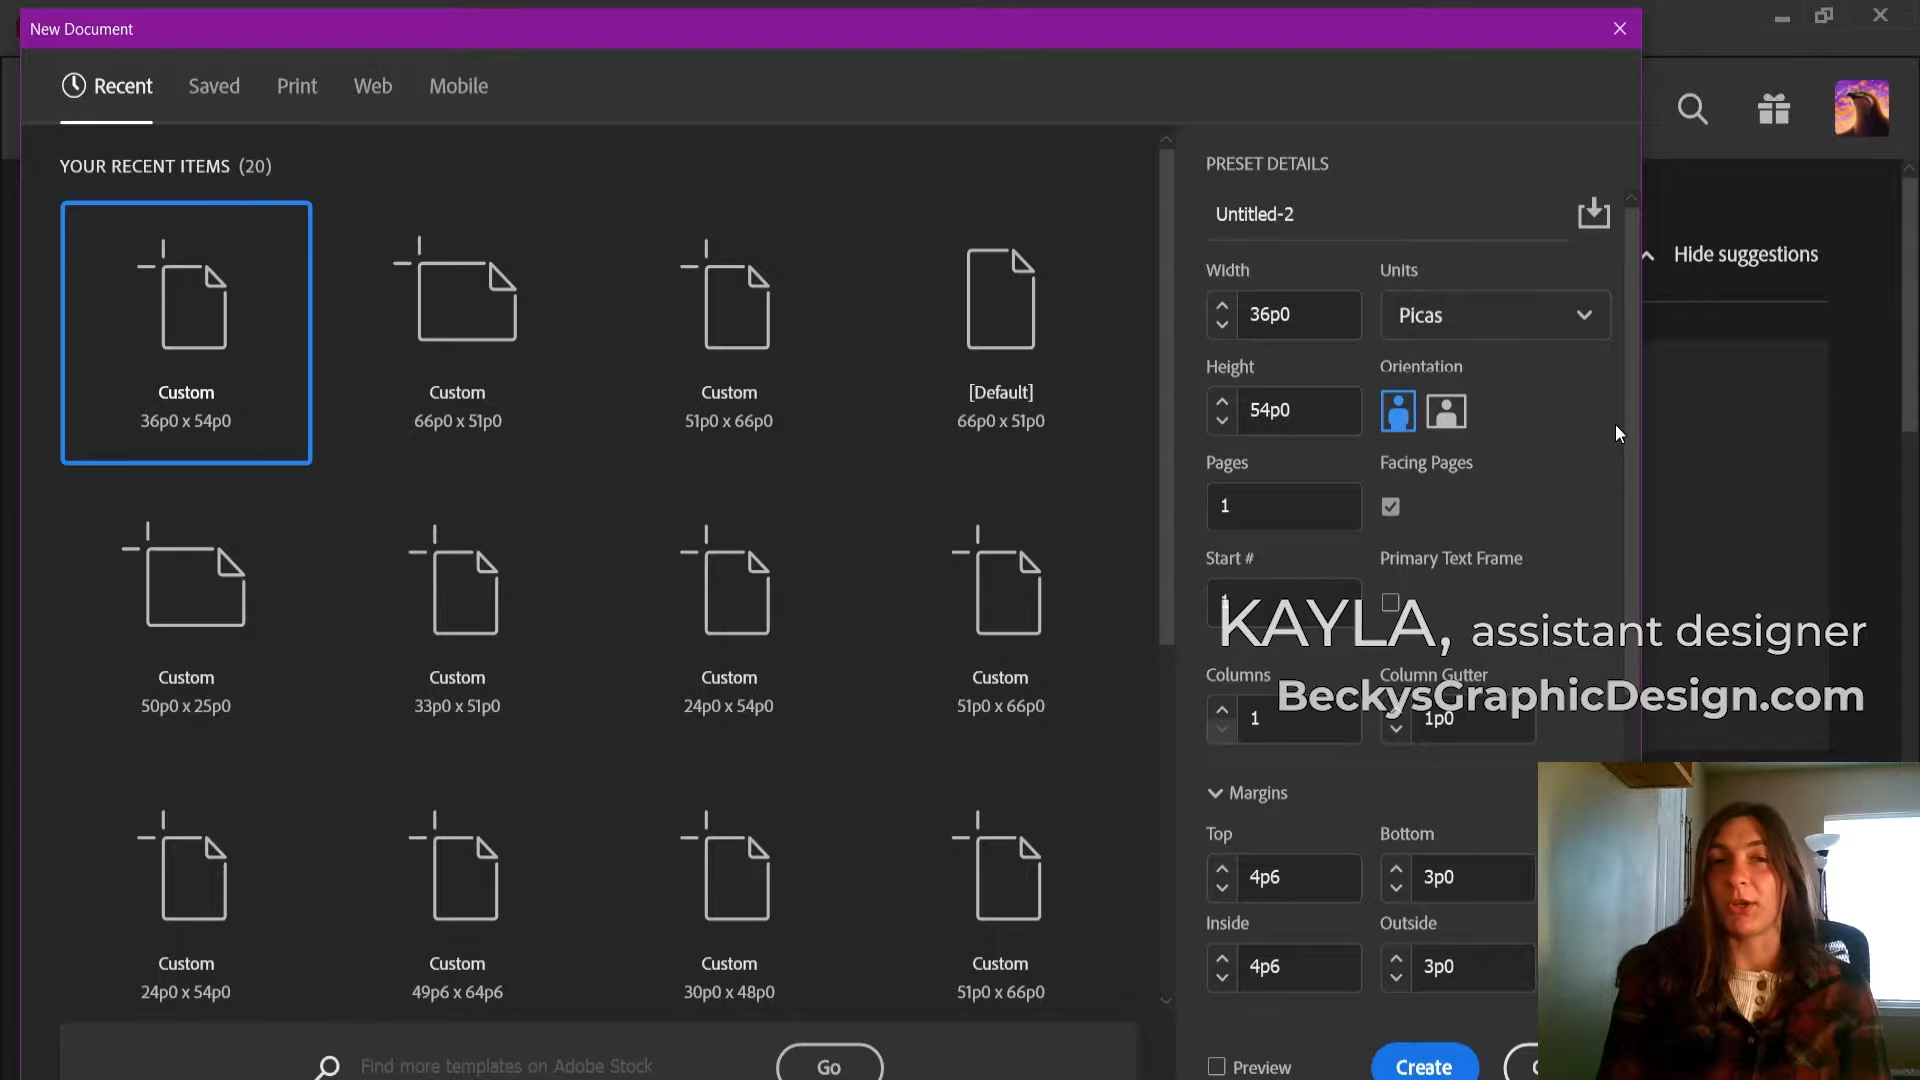 New Document
Recent Saved Print Web Mobile
YOUR RECENT ITEMS (20)
Custom
36p0 x 54p0
Custom
66p0 x 51p0
Custom
51p0 x 66p0
[Default]
66p0 x 51p0
Custom
50p0 x 25p0
Custom
33p0 x 51p0
Custom
24p0 x 54p0
Custom
51p0 x 66p0
Custom
24p0 x 54p0
Custom
49p6 x 64p6
Custom
30p0 x 48p0
Custom
51p0 x 66p0
Find more templates on Adobe Stock
Go
PRESET DETAILS
Untitled-2
Width Units
36p0 Picas
Height Orientation
54p0
Pages Facing Pages
1
Start # Primary Text Frame
1
Columns Column Gutter
1 1p0
Margins
Top Bottom
4p6 3p0
Inside Outside
4p6 3p0
Preview Create
Hide suggestions
KAYLA, assistant designer
BeckysGraphicDesign.com